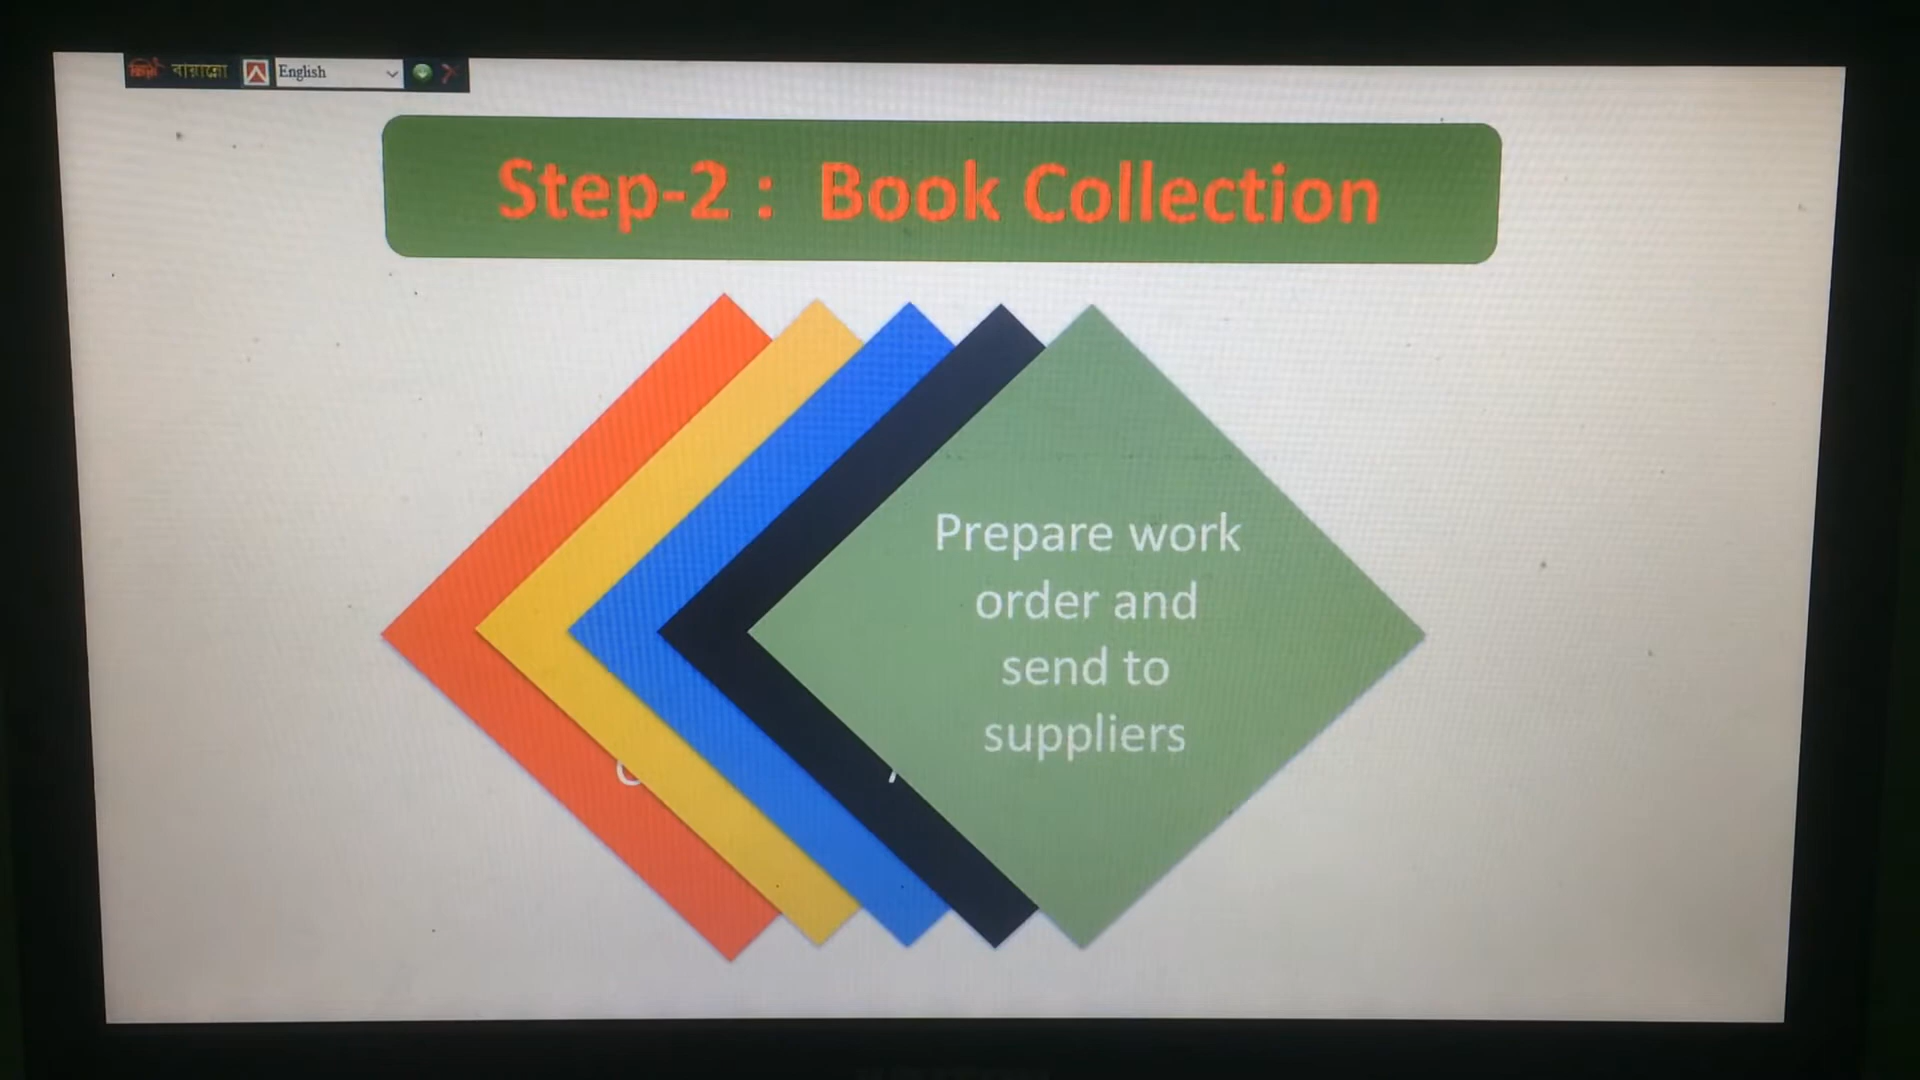 বায়ান্নো English
Step-2 : Book Collection
Prepare work
order and
send to
suppliers